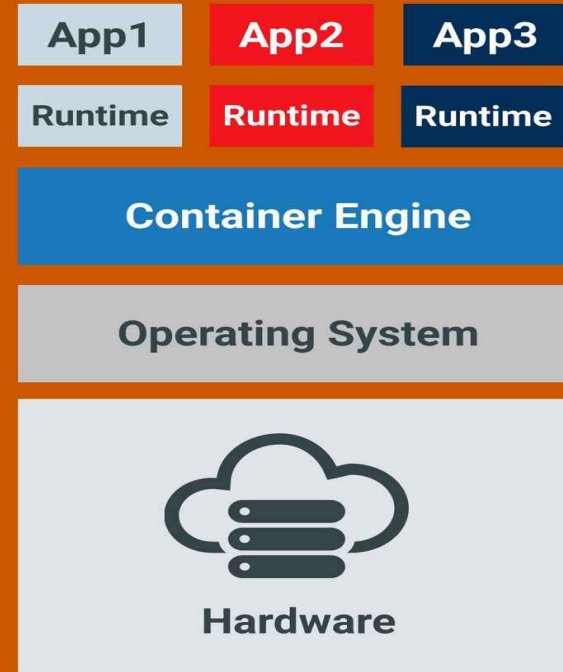 App1 App2 App3
Runtime Runtime Runtime
Container Engine
Operating System
Hardware